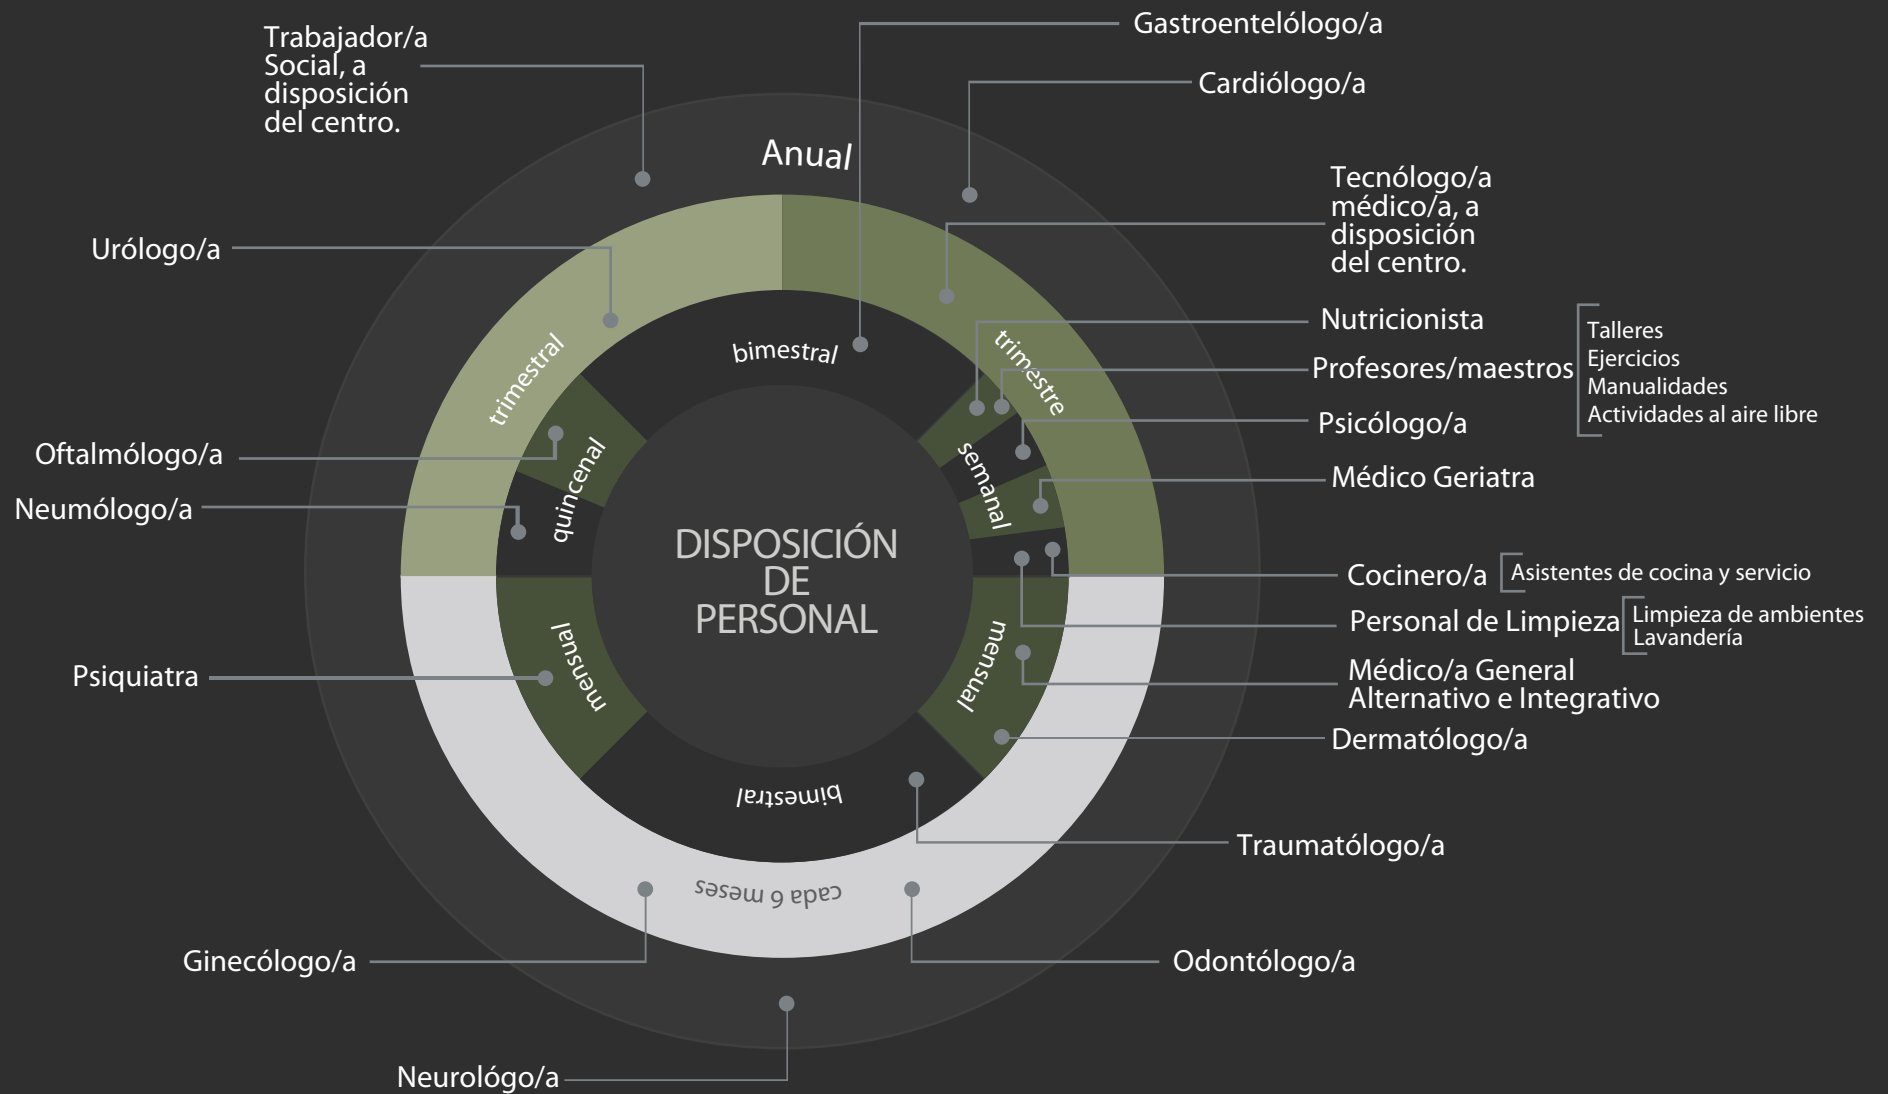 Trabajador/a
Social, a
disposición
del centro.
Gastroentelólogo/a
Cardiólogo/a
Anual
Tecnólogo/a
médico/a, a
disposición
del centro.
Urólogo/a
Nutricionista
Profesores/maestros
Talleres
Ejercicios
Manualidades
Actividades al aire libre
trimestral
bimestral
trimestre
Psicólogo/a
Oftalmólogo/a
quincenal
semanal
Médico Geriatra
Neumólogo/a
DISPOSICIÓN
DE
PERSONAL
Cocinero/a
Asistentes de cocina y servicio
Personal de Limpieza
Limpieza de ambientes
Lavandería
Psiquiatra
mensual
mensual
Médico/a General
Alternativo e Integrativo
Dermatólogo/a
bimestral
Traumatólogo/a
cada 6 meses
Ginecólogo/a
Odontólogo/a
Neurológo/a